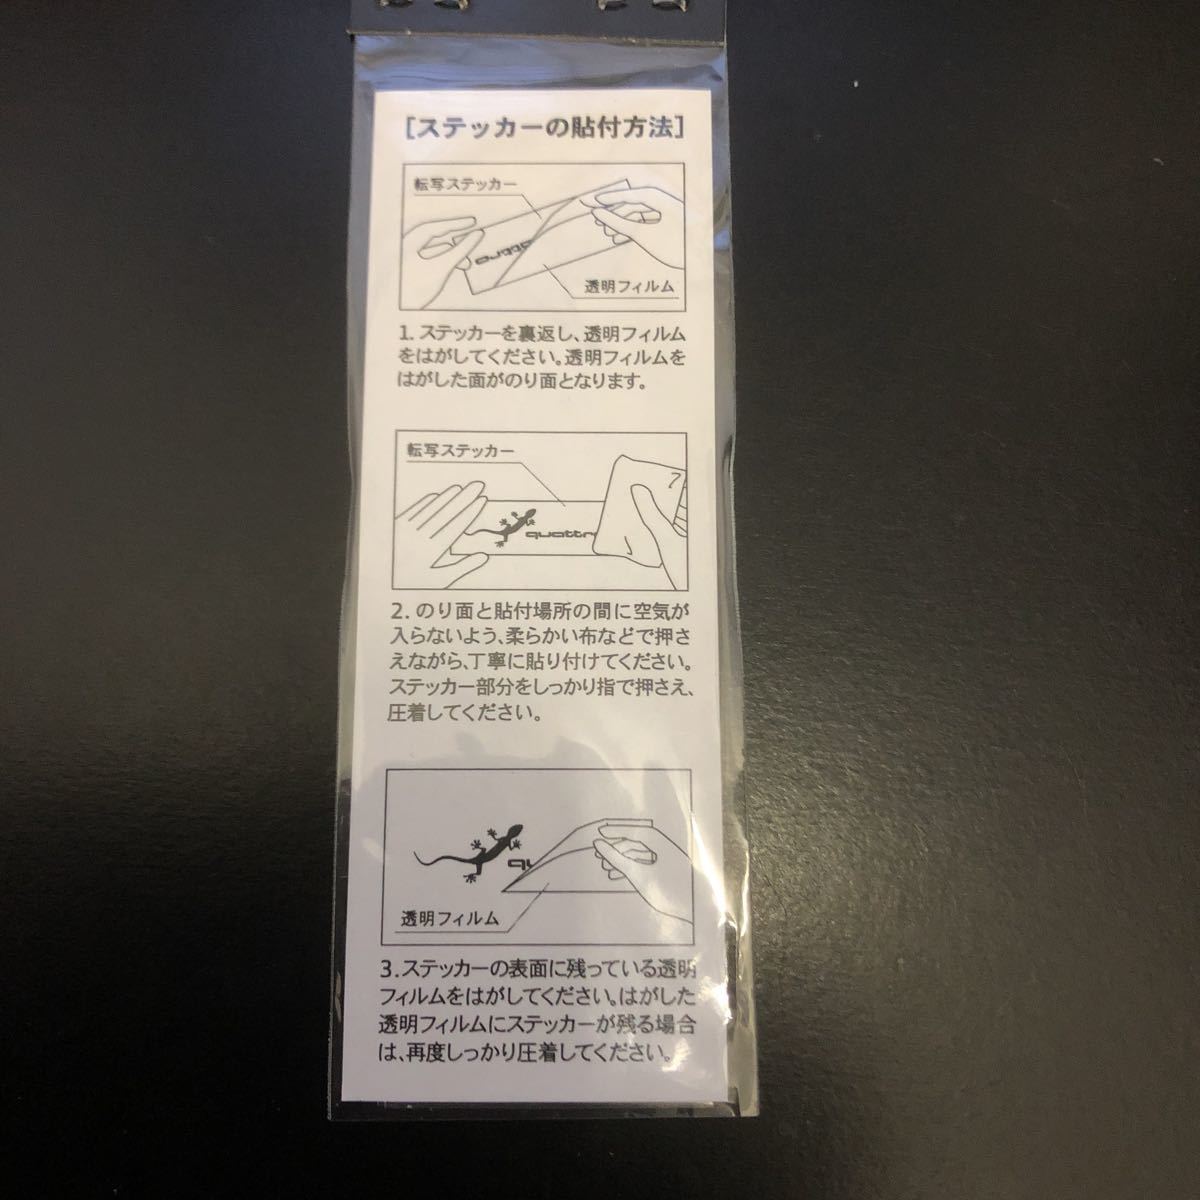 ［ステッカーの貼付方法］
転写ステッカー
quattro
透明フィルム
1. ステッカーを裏返し、透明フィルム
をはがしてください。透明フィルムを
はがした面がのり面となります。
転写ステッカー
quattr
2. のり面と貼付場所の間に空気が
入らないよう、柔らかい布などで押さ
えながら、丁寧に貼り付けてください。
ステッカー部分をしっかり指で押さえ、
圧着してください。
qu
透明フィルム
3. ステッカーの表面に残っている透明
フィルムをはがしてください。はがした
透明フィルムにステッカーが残る場合
は、再度しっかり圧着してください。